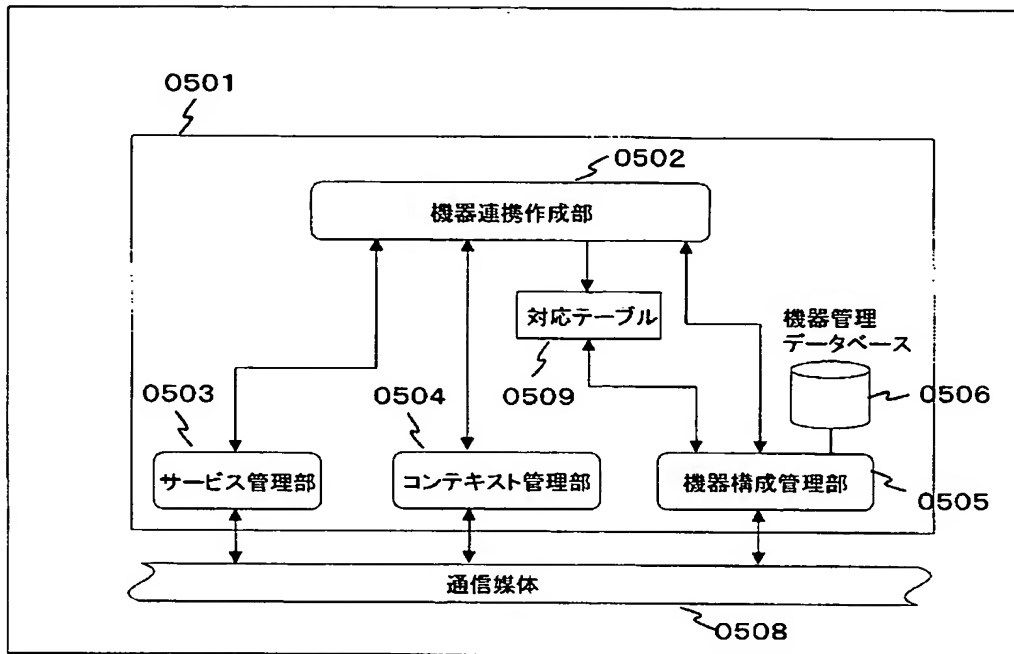 0501
0502
機器連携作成部
対応テーブル
機器管理
データベース
0503
0504
0509
0506
サービス管理部
コンテキスト管理部
機器構成管理部
0505
通信媒体
0508